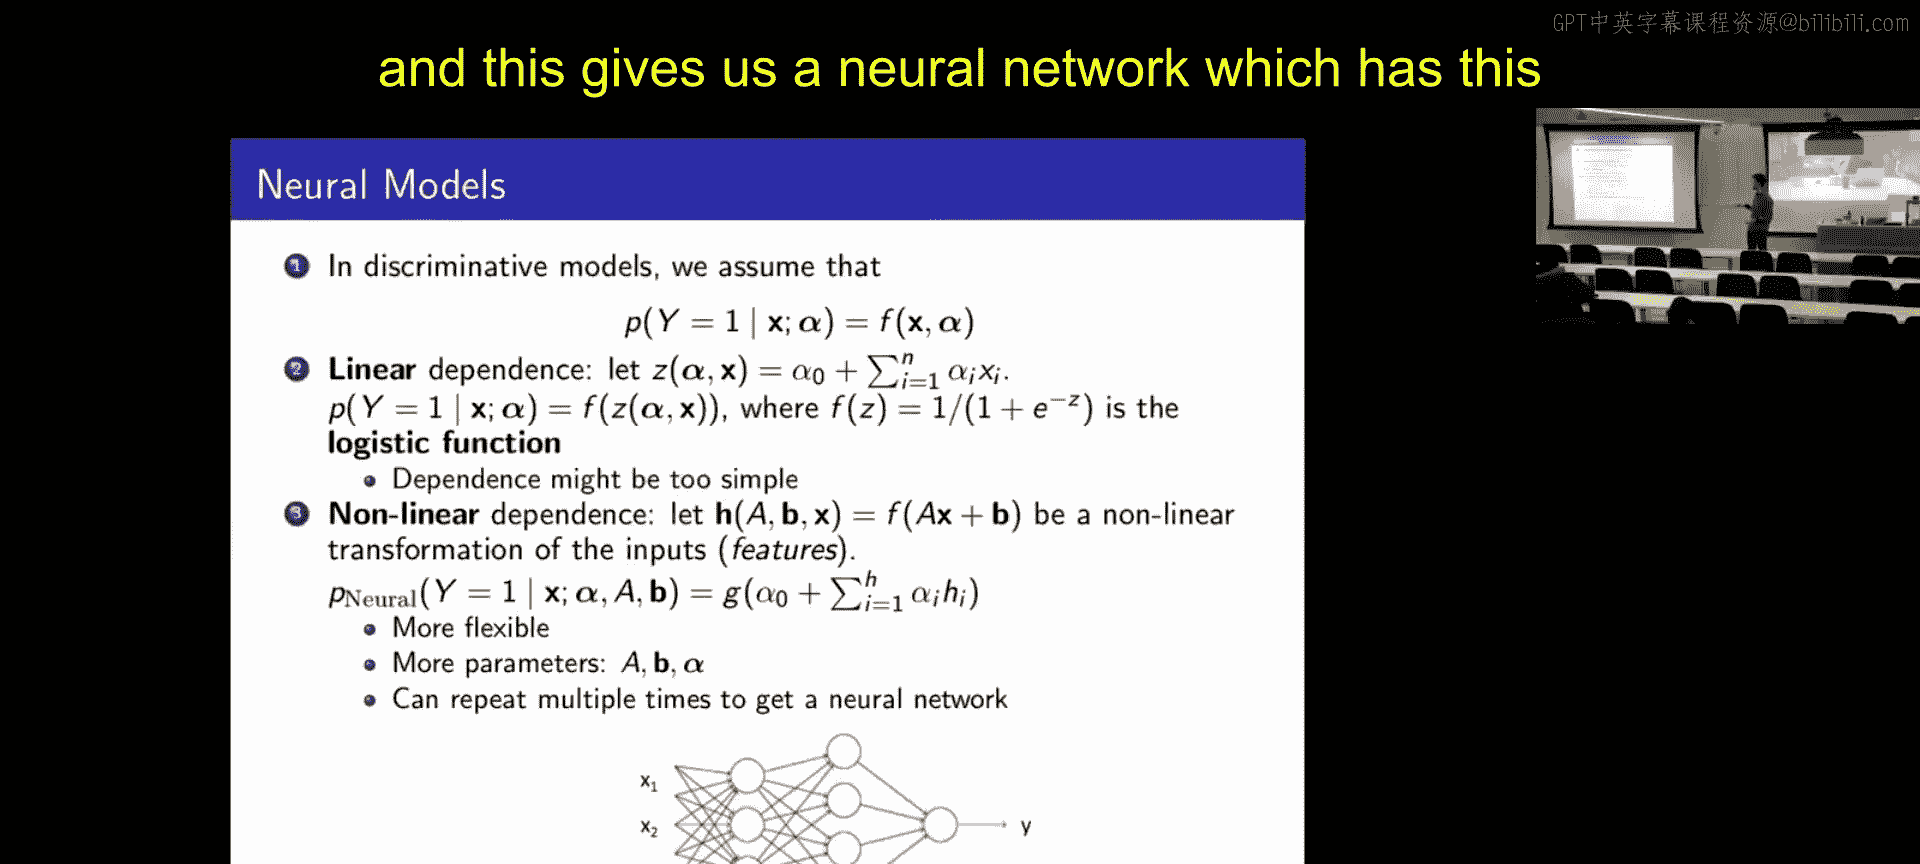 GPT中英字幕课程资源@bilibili.com
and this gives us a neural network which has this
Neural Models
1 In discriminative models, we assume that
p(Y = 1 | x; α) = f(x, α)
2 Linear dependence: let z(α, x) = α₀ + ∑ⁿᵢ₌₁ αᵢxᵢ.
p(Y = 1 | x; α) = f(z(α, x)), where f(z) = 1/(1 + e⁻ᶻ) is the
logistic function
• Dependence might be too simple
3 Non-linear dependence: let h(A, b, x) = f(Ax + b) be a non-linear
transformation of the inputs (features).
pNeural(Y = 1 | x; α, A, b) = g(α₀ + ∑ʰᵢ₌₁ αᵢhᵢ)
• More flexible
• More parameters: A, b, α
• Can repeat multiple times to get a neural network
x₁
x₂
y